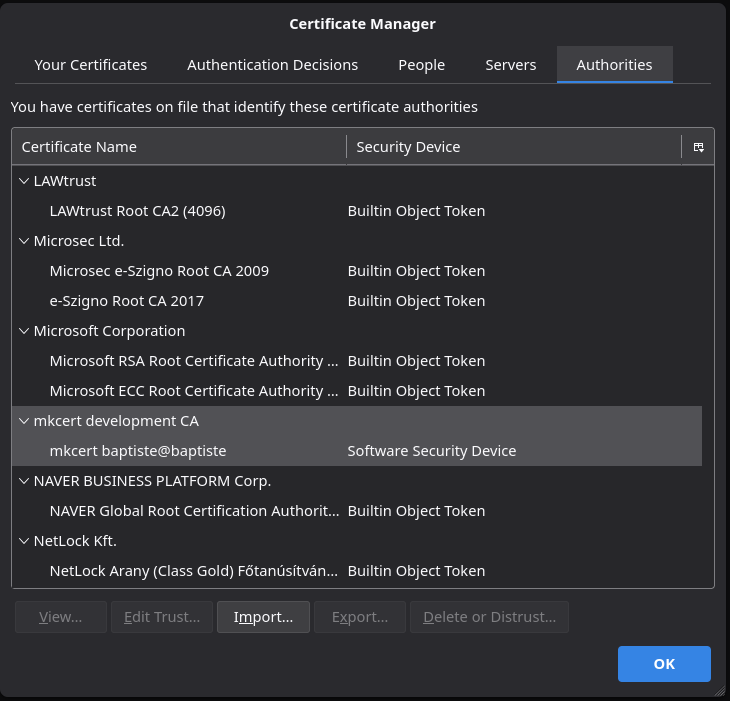 Certificate Manager
Your Certificates Authentication Decisions People Servers Authorities
You have certificates on file that identify these certificate authorities
Certificate Name Security Device
LAWtrust
LAWtrust Root CA2 (4096) Builtin Object Token
Microsec Ltd.
Microsec e-Szigno Root CA 2009 Builtin Object Token
e-Szigno Root CA 2017 Builtin Object Token
Microsoft Corporation
Microsoft RSA Root Certificate Authority ... Builtin Object Token
Microsoft ECC Root Certificate Authority ... Builtin Object Token
mkcert development CA
mkcert baptiste@baptiste Software Security Device
NAVER BUSINESS PLATFORM Corp.
NAVER Global Root Certification Authorit... Builtin Object Token
NetLock Kft.
NetLock Arany (Class Gold) Főtanúsítván... Builtin Object Token
View... Edit Trust... Import... Export... Delete or Distrust...
OK